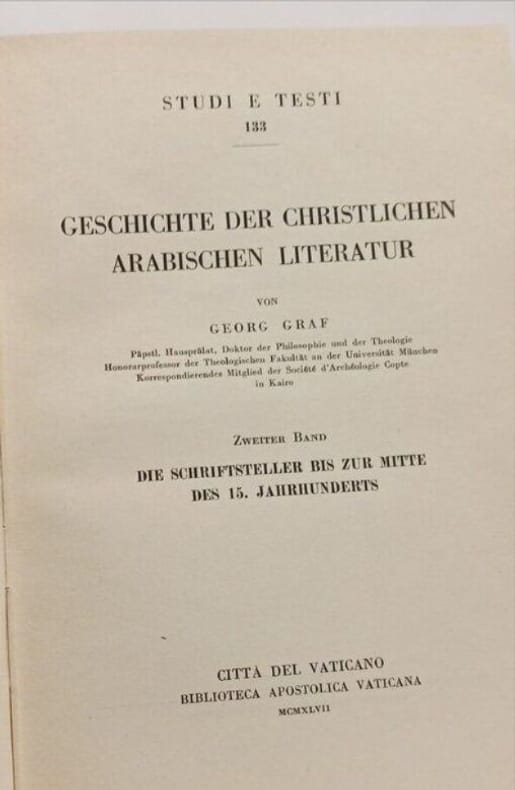 STUDI E TESTI
133
GESCHICHTE DER CHRISTLICHEN
ARABISCHEN LITERATUR
VON
GEORG GRAF
Päpstl. Hausprälat, Doktor der Philosophie und der Theologie
Honorarprofessor der Theologischen Fakultät an der Universität München
Korrespondierendes Mitglied der Société d'Archéologie Copte
in Kairo
ZWEITER BAND
DIE SCHRIFTSTELLER BIS ZUR MITTE
DES 15. JAHRHUNDERTS
CITTÀ DEL VATICANO
BIBLIOTECA APOSTOLICA VATICANA
MCMXLVII